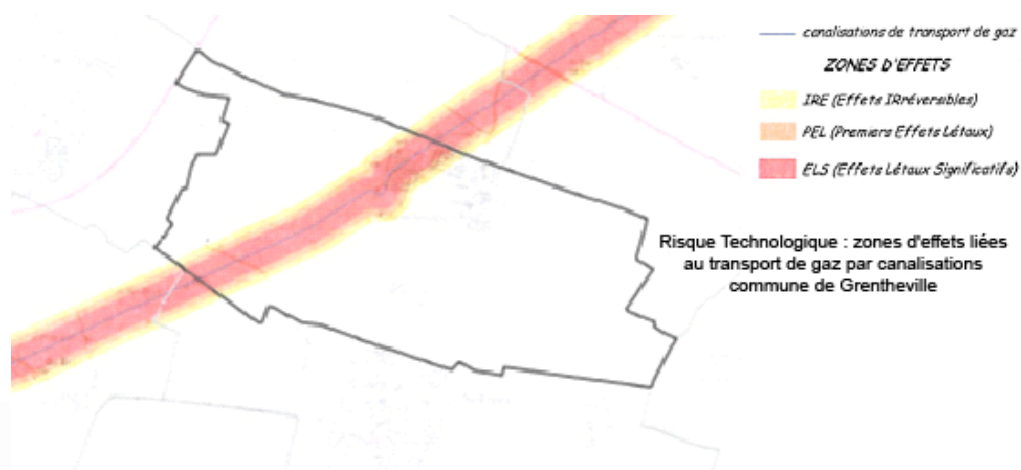 canalisations de transport de gaz
ZONES D'EFFETS
IRE (Effets IRréversibles)
PEL (Premiers Effets Létaux)
ELS (Effets Létaux Significatifs)
Risque Technologique : zones d'effets liées
au transport de gaz par canalisations
commune de Grentheville